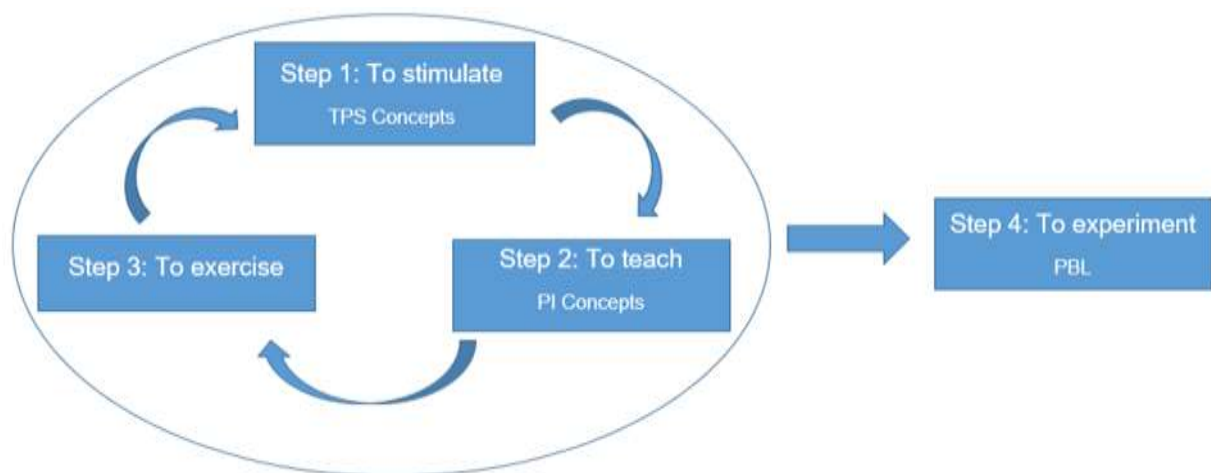 Step 1: To stimulate
TPS Concepts
Step 2: To teach
PI Concepts
Step 3: To exercise
Step 4: To experiment
PBL